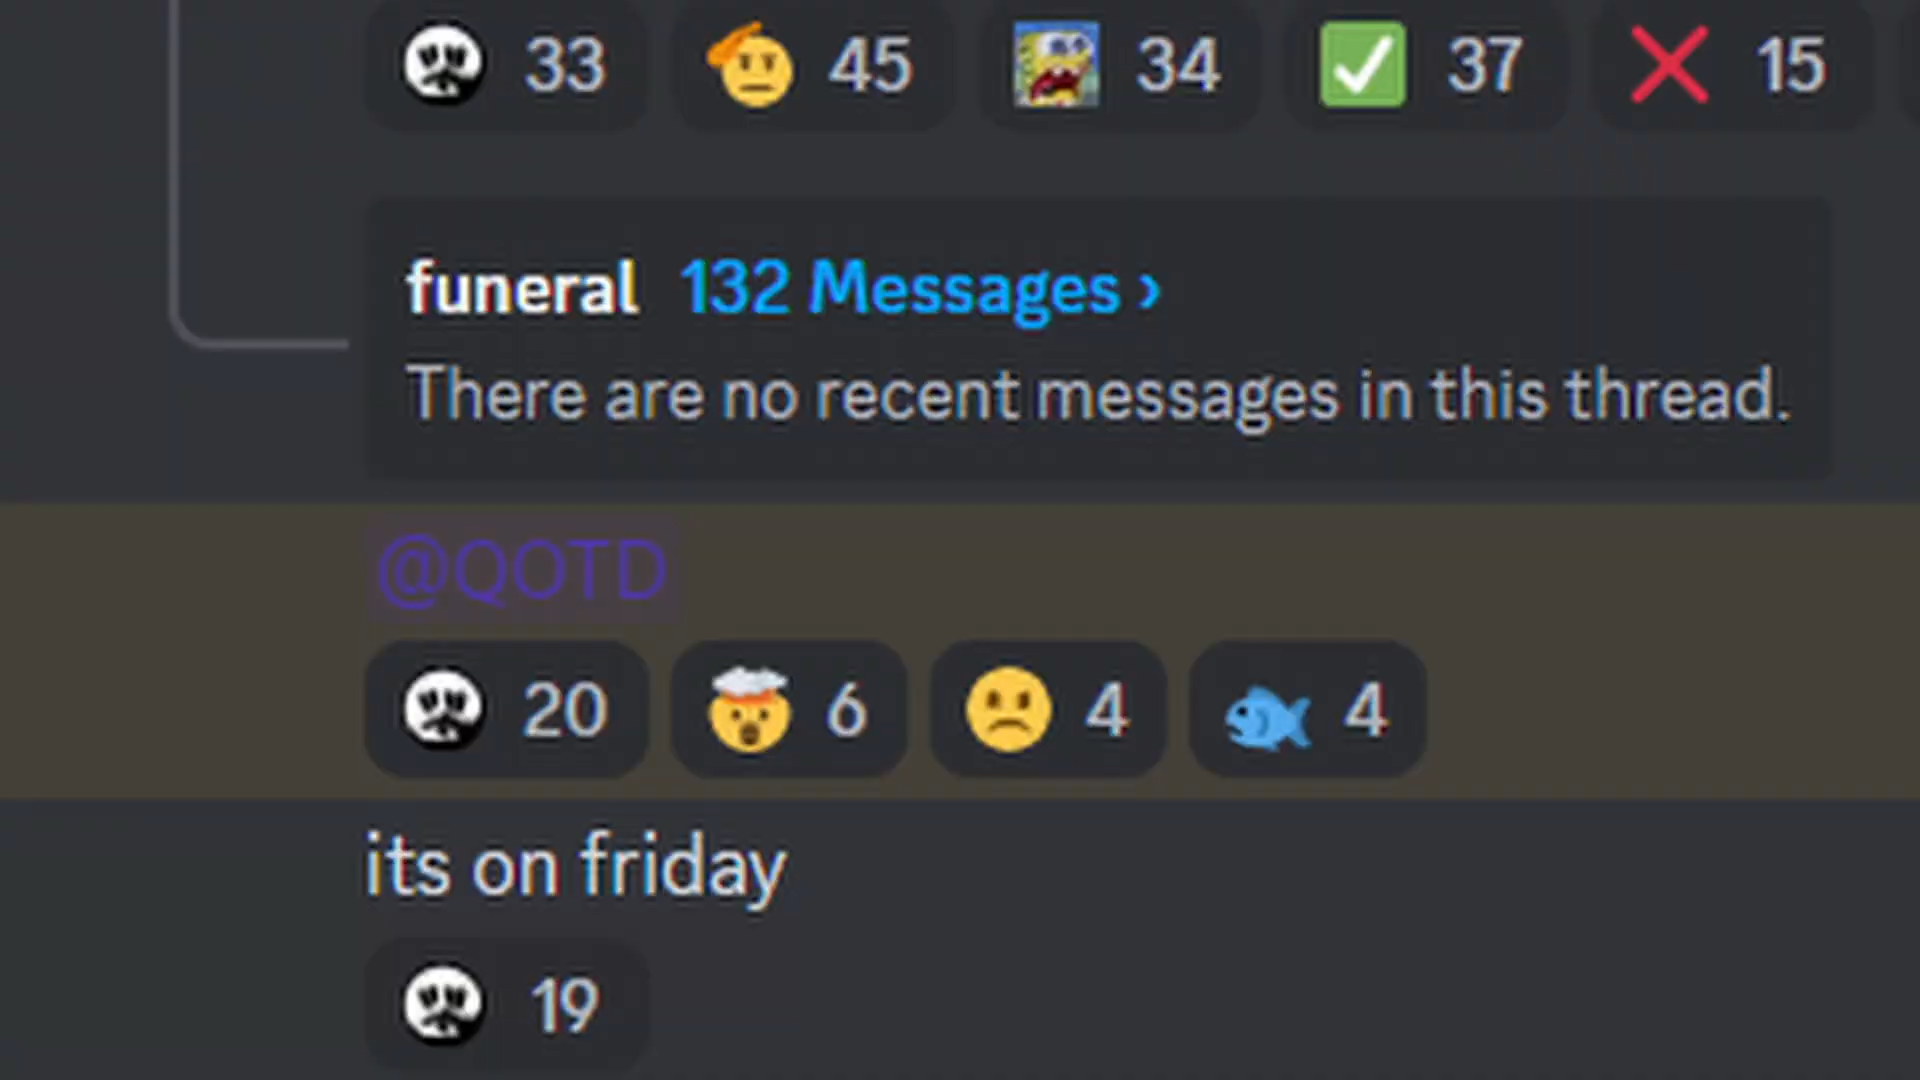 33 45 34 37 15
funeral 132 Messages ›
There are no recent messages in this thread.
@QOTD
20 6 4 4
its on friday
19